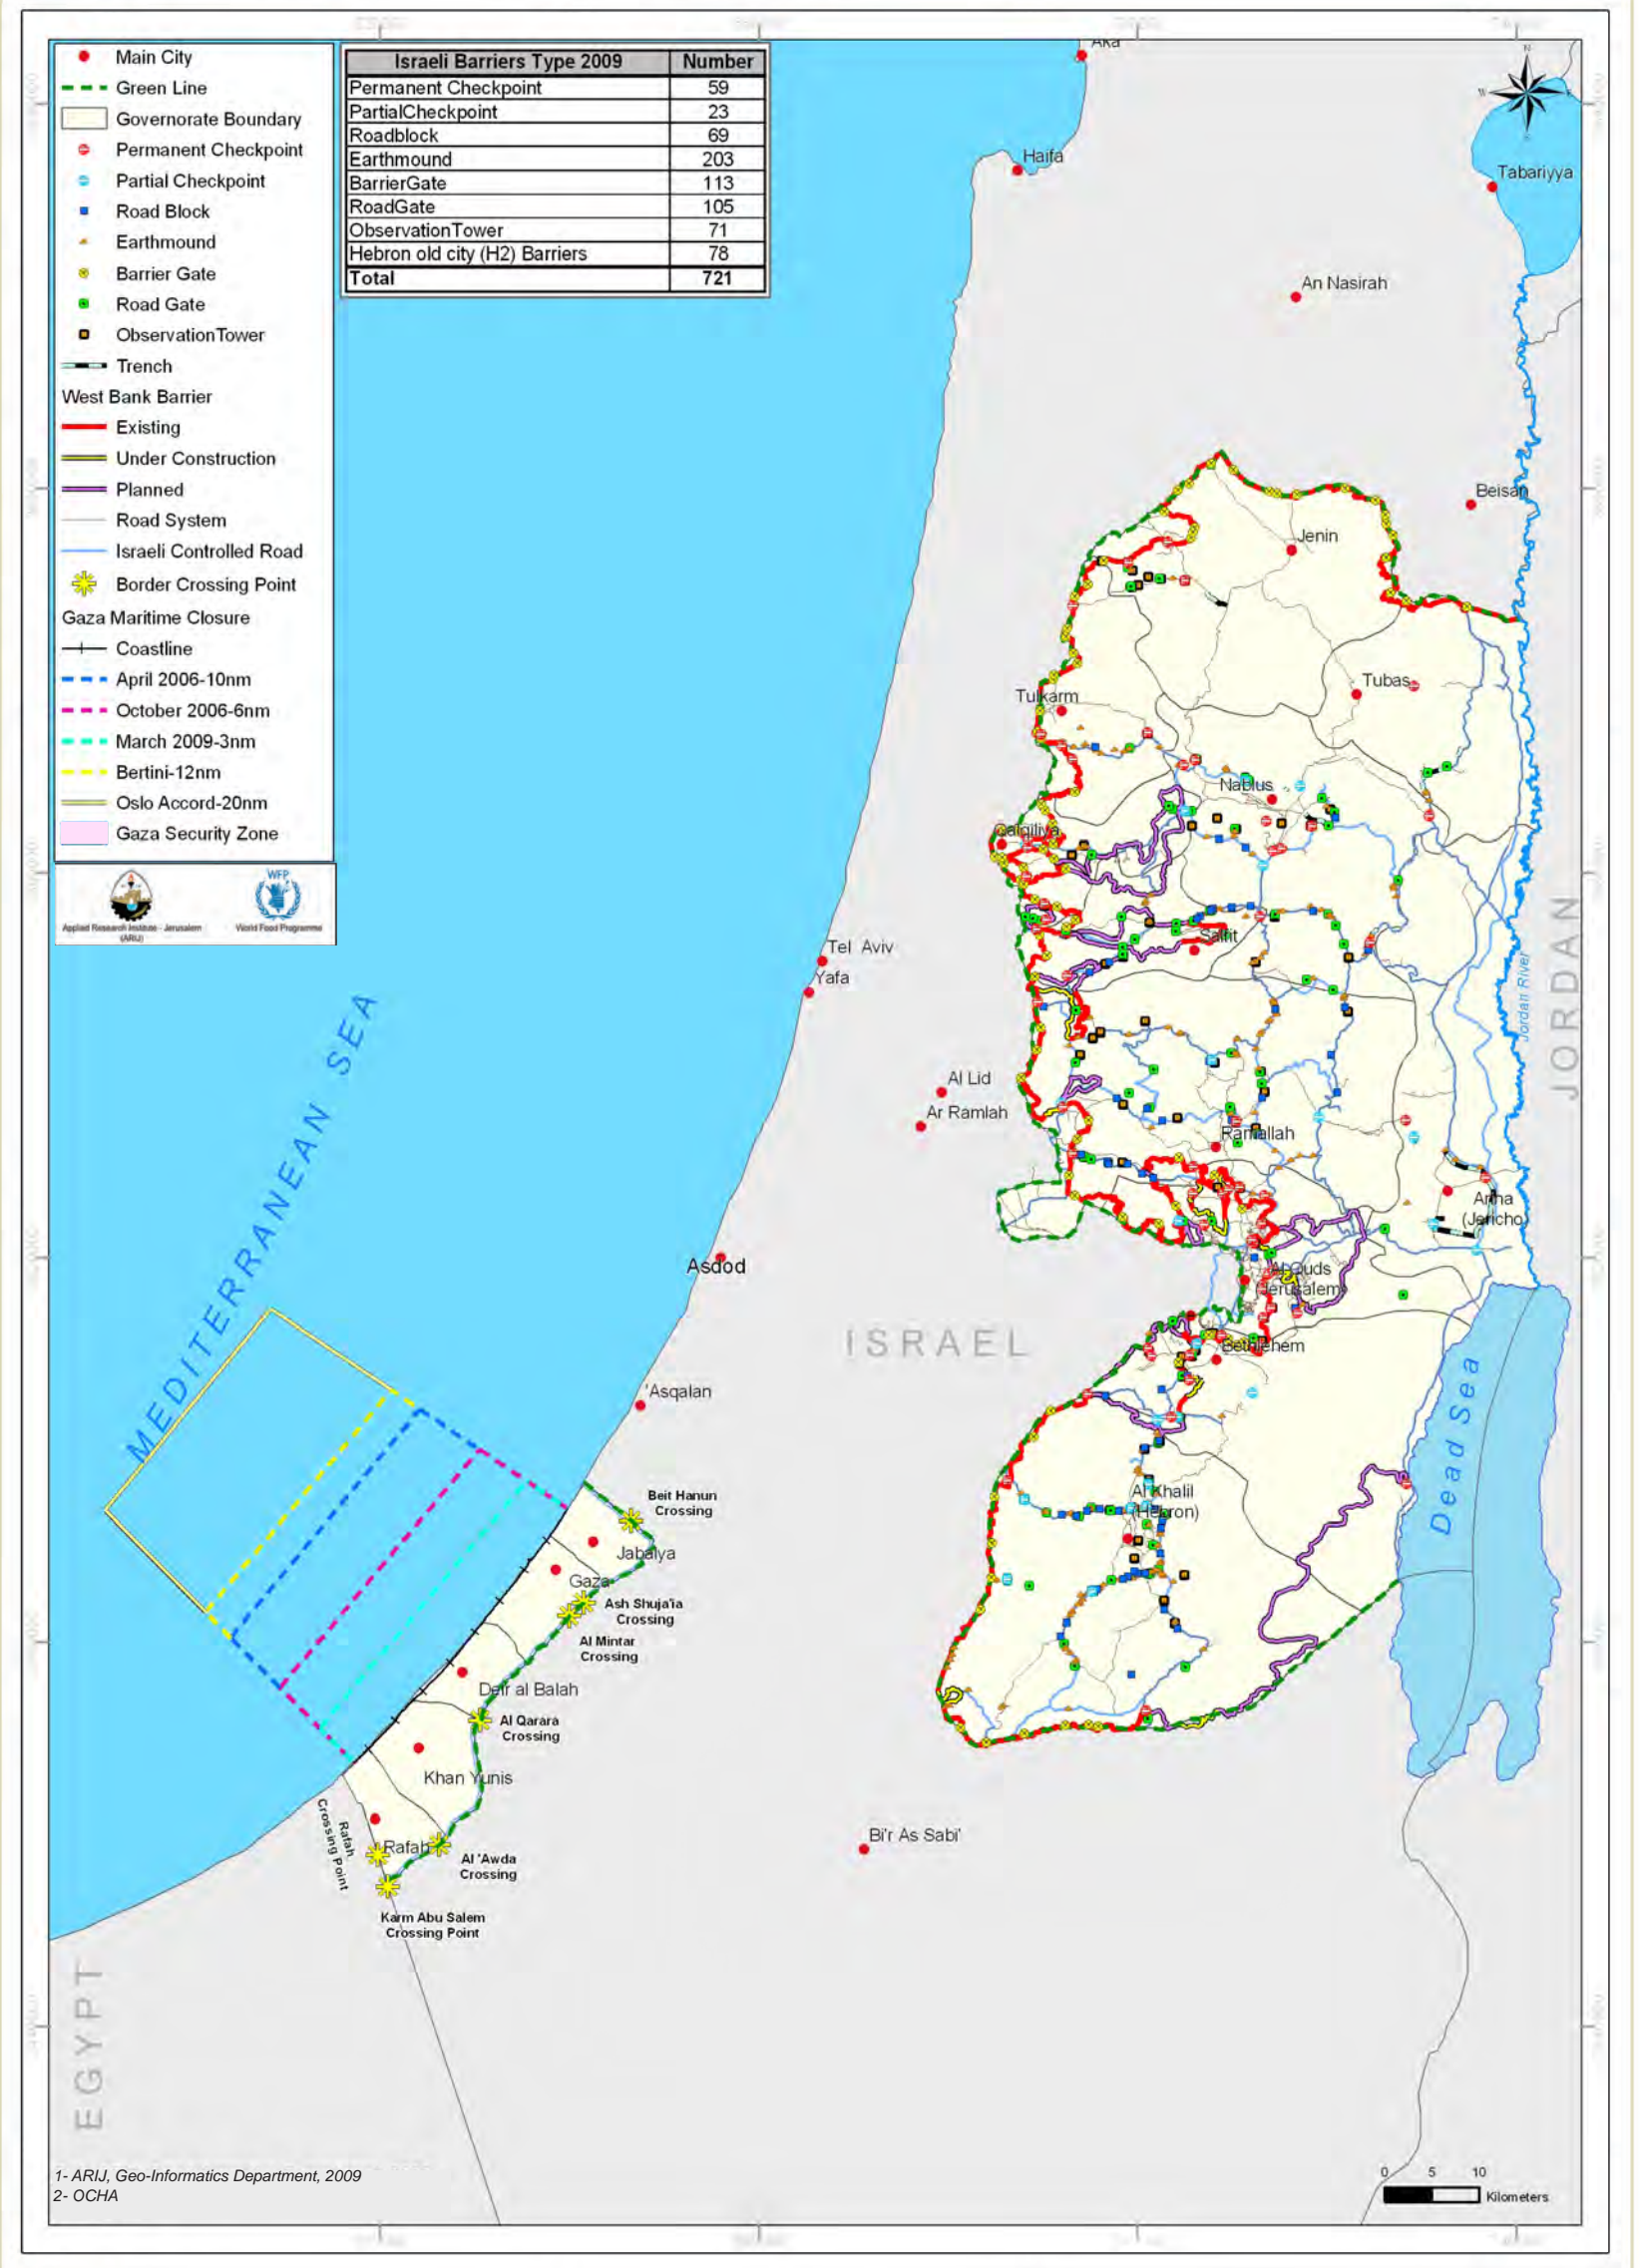 Main City
Green Line
Governorate Boundary
Permanent Checkpoint
Partial Checkpoint
Road Block
Earthmound
Barrier Gate
Road Gate
ObservationTower
Trench
West Bank Barrier
Existing
Under Construction
Planned
Road System
Israeli Controlled Road
Border Crossing Point
Gaza Maritime Closure
Coastline
April 2006-10nm
October 2006-6nm
March 2009-3nm
Bertini-12nm
Oslo Accord-20nm
Gaza Security Zone
Applied Research Institute - Jerusalem
(ARIJ)
WFP
World Food Programme
Israeli Barriers Type 2009 Number
Permanent Checkpoint 59
PartialCheckpoint 23
Roadblock 69
Earthmound 203
BarrierGate 113
RoadGate 105
ObservationTower 71
Hebron old city (H2) Barriers 78
Total 721
N
W
Aka
Haifa
Tabariyya
An Nasirah
Beisan
Jenin
Tubas
Tulkarm
Nablus
Qalqiliya
Salfit
Tel Aviv
Yafa
Al Lid
Ar Ramlah
Ramallah
Ariha
(Jericho)
Al Quds
(Jerusalem)
Bethlehem
Al Khalil
(Hebron)
Asdod
'Asqalan
MEDITERRANEAN SEA
ISRAEL
JORDAN
Jordan River
Dead Sea
Beit Hanun
Crossing
Jabalya
Gaza
Ash Shuja'ia
Crossing
Al Mintar
Crossing
Deir al Balah
Al Qarara
Crossing
Khan Yunis
Rafah
Crossing Point
Rafah
Al 'Awda
Crossing
Karm Abu Salem
Crossing Point
Bi'r As Sabi'
EGYPT
1- ARIJ, Geo-Informatics Department, 2009
2- OCHA
0 5 10
Kilometers